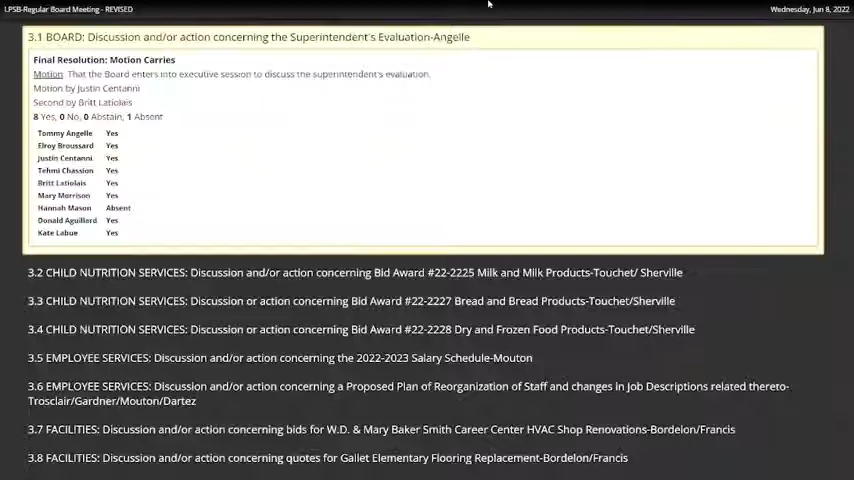 LPSB-Regular Board Meeting - REVISED
Wednesday, Jun 8, 2022
3.1 BOARD: Discussion and/or action concerning the Superintendent's Evaluation-Angelle
Final Resolution: Motion Carries
Motion That the Board enters into executive session to discuss the superintendent's evaluation.
Motion by Justin Centanni
Second by Britt Latiolais
8 Yes, 0 No, 0 Abstain, 1 Absent
Tommy Angelle Yes
Elroy Broussard Yes
Justin Centanni Yes
Tehmi Chassion Yes
Britt Latiolais Yes
Mary Morrison Yes
Hannah Mason Absent
Donald Aguillard Yes
Kate Labue Yes
3.2 CHILD NUTRITION SERVICES: Discussion and/or action concerning Bid Award #22-2225 Milk and Milk Products-Touchet/ Sherville
3.3 CHILD NUTRITION SERVICES: Discussion or action concerning Bid Award #22-2227 Bread and Bread Products-Touchet/Sherville
3.4 CHILD NUTRITION SERVICES: Discussion or action concerning Bid Award #22-2228 Dry and Frozen Food Products-Touchet/Sherville
3.5 EMPLOYEE SERVICES: Discussion and/or action concerning the 2022-2023 Salary Schedule-Mouton
3.6 EMPLOYEE SERVICES: Discussion and/or action concerning a Proposed Plan of Reorganization of Staff and changes in Job Descriptions related thereto-
Trosclair/Gardner/Mouton/Dartez
3.7 FACILITIES: Discussion and/or action concerning bids for W.D. & Mary Baker Smith Career Center HVAC Shop Renovations-Bordelon/Francis
3.8 FACILITIES: Discussion and/or action concerning quotes for Gallet Elementary Flooring Replacement-Bordelon/Francis